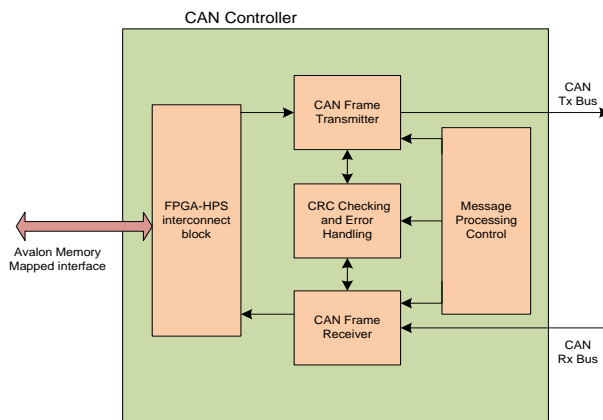 CAN Controller
CAN
Tx Bus
CAN Frame
Transmitter
FPGA-HPS
interconnect
block
CRC Checking
and Error
Handling
Message
Processing
Control
Avalon Memory
Mapped interface
CAN Frame
Receiver
CAN
Rx Bus